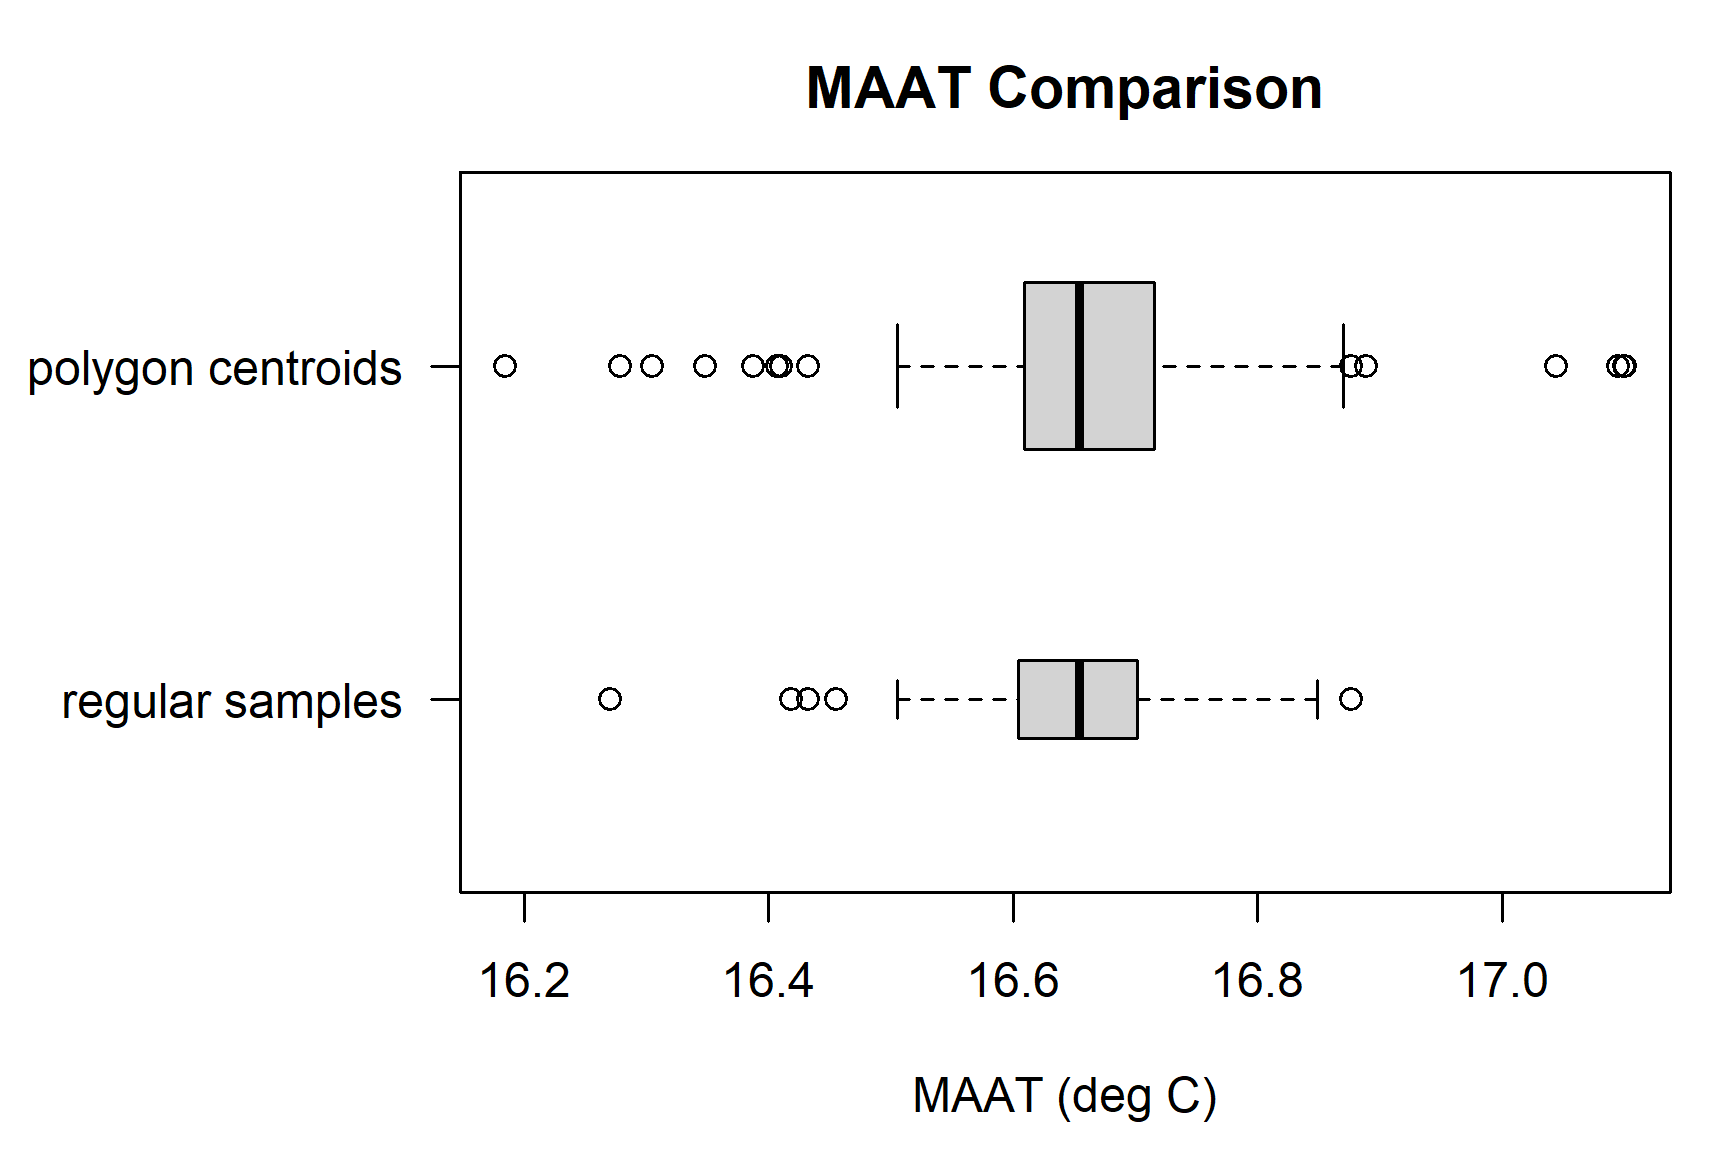 MAAT Comparison
polygon centroids
regular samples
16.2 16.4 16.6 16.8 17.0
MAAT (deg C)